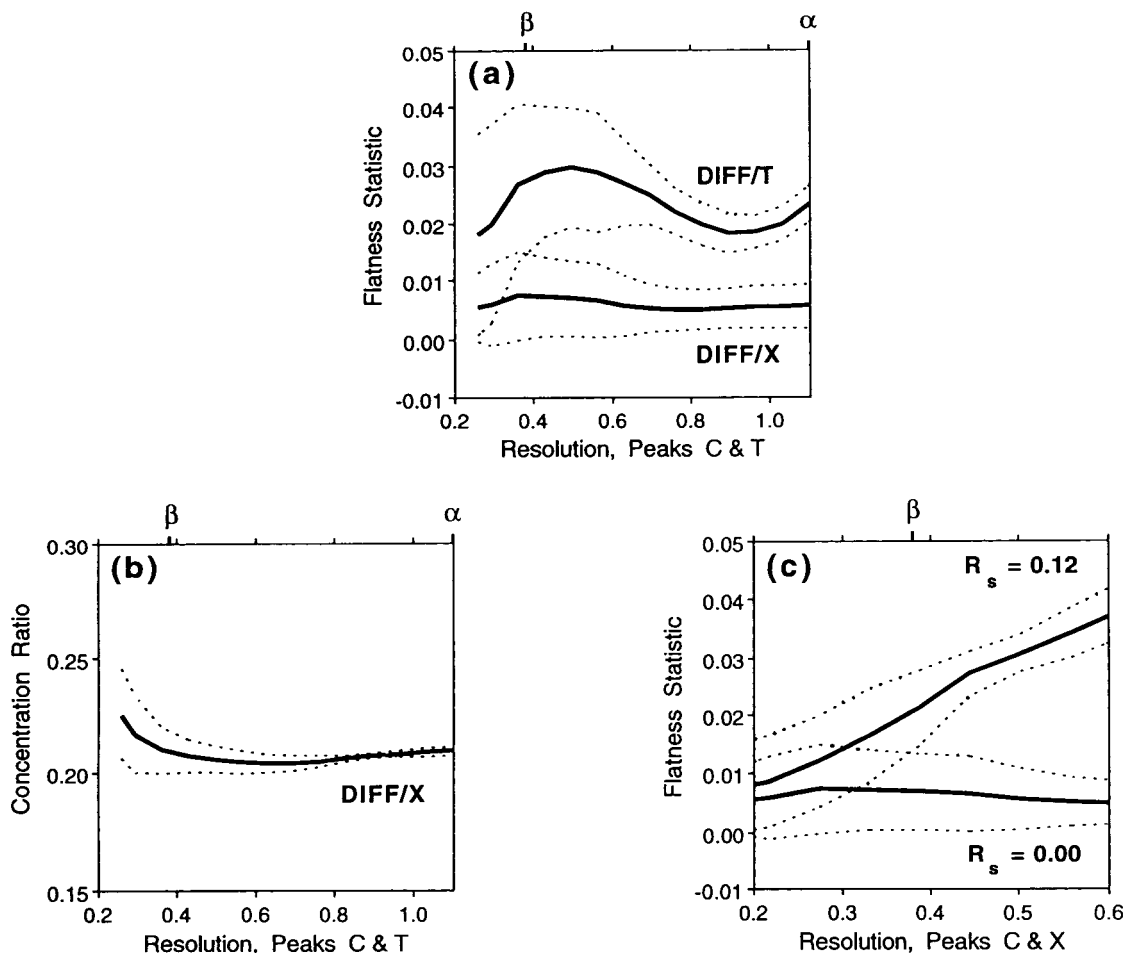 β α
(a)
0.05
0.04
0.03
0.02
0.01
0.00
-0.01
Flatness Statistic
DIFF/T
DIFF/X
0.2 0.4 0.6 0.8 1.0
Resolution, Peaks C & T
β α
(b)
0.30
0.25
0.20
0.15
Concentration Ratio
DIFF/X
0.2 0.4 0.6 0.8 1.0
Resolution, Peaks C & T
β
(c)
0.05
0.04
0.03
0.02
0.01
0.00
-0.01
Flatness Statistic
R s = 0.12
R s = 0.00
0.2 0.3 0.4 0.5 0.6
Resolution, Peaks C & X